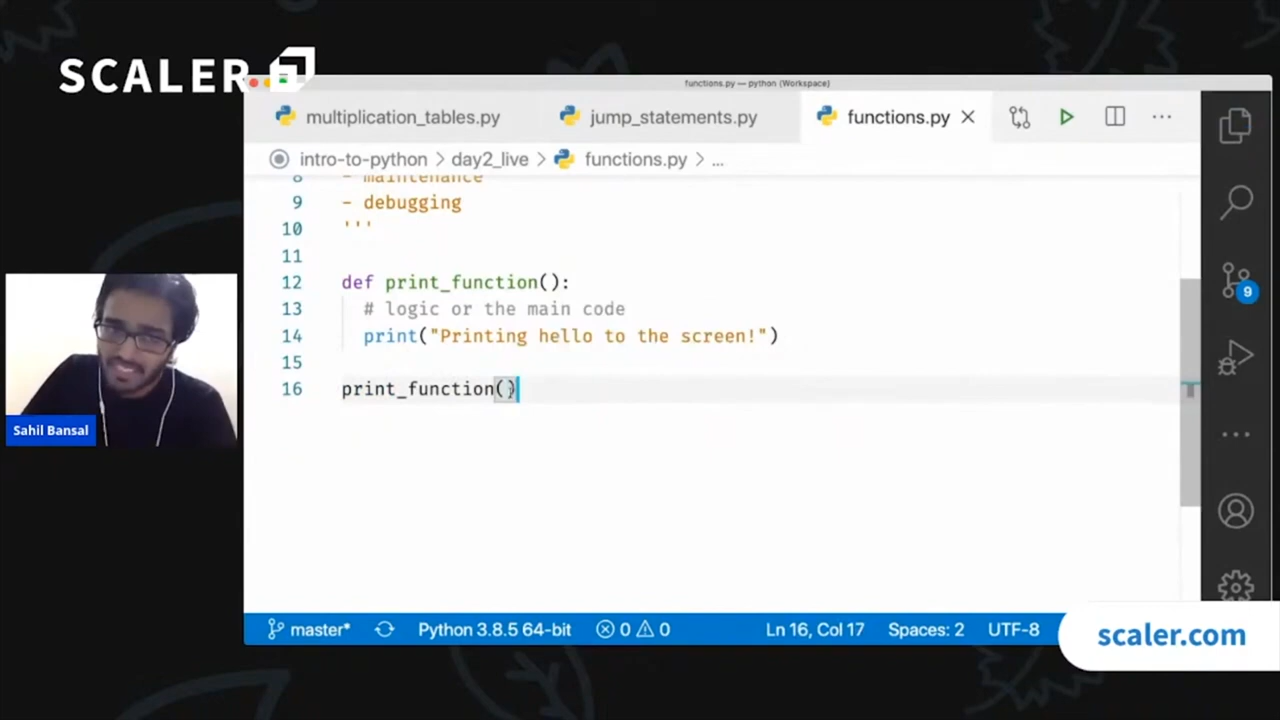 SCALER
functions.py — python (Workspace)
multiplication_tables.py
jump_statements.py
functions.py
intro-to-python > day2_live > functions.py > ...
8 - maintenance
9 - debugging
10 '''
11
12 def print_function():
13 # logic or the main code
14 print("Printing hello to the screen!")
15
16 print_function()
9
Sahil Bansal
master* Python 3.8.5 64-bit 0 0 Ln 16, Col 17 Spaces: 2 UTF-8
scaler.com